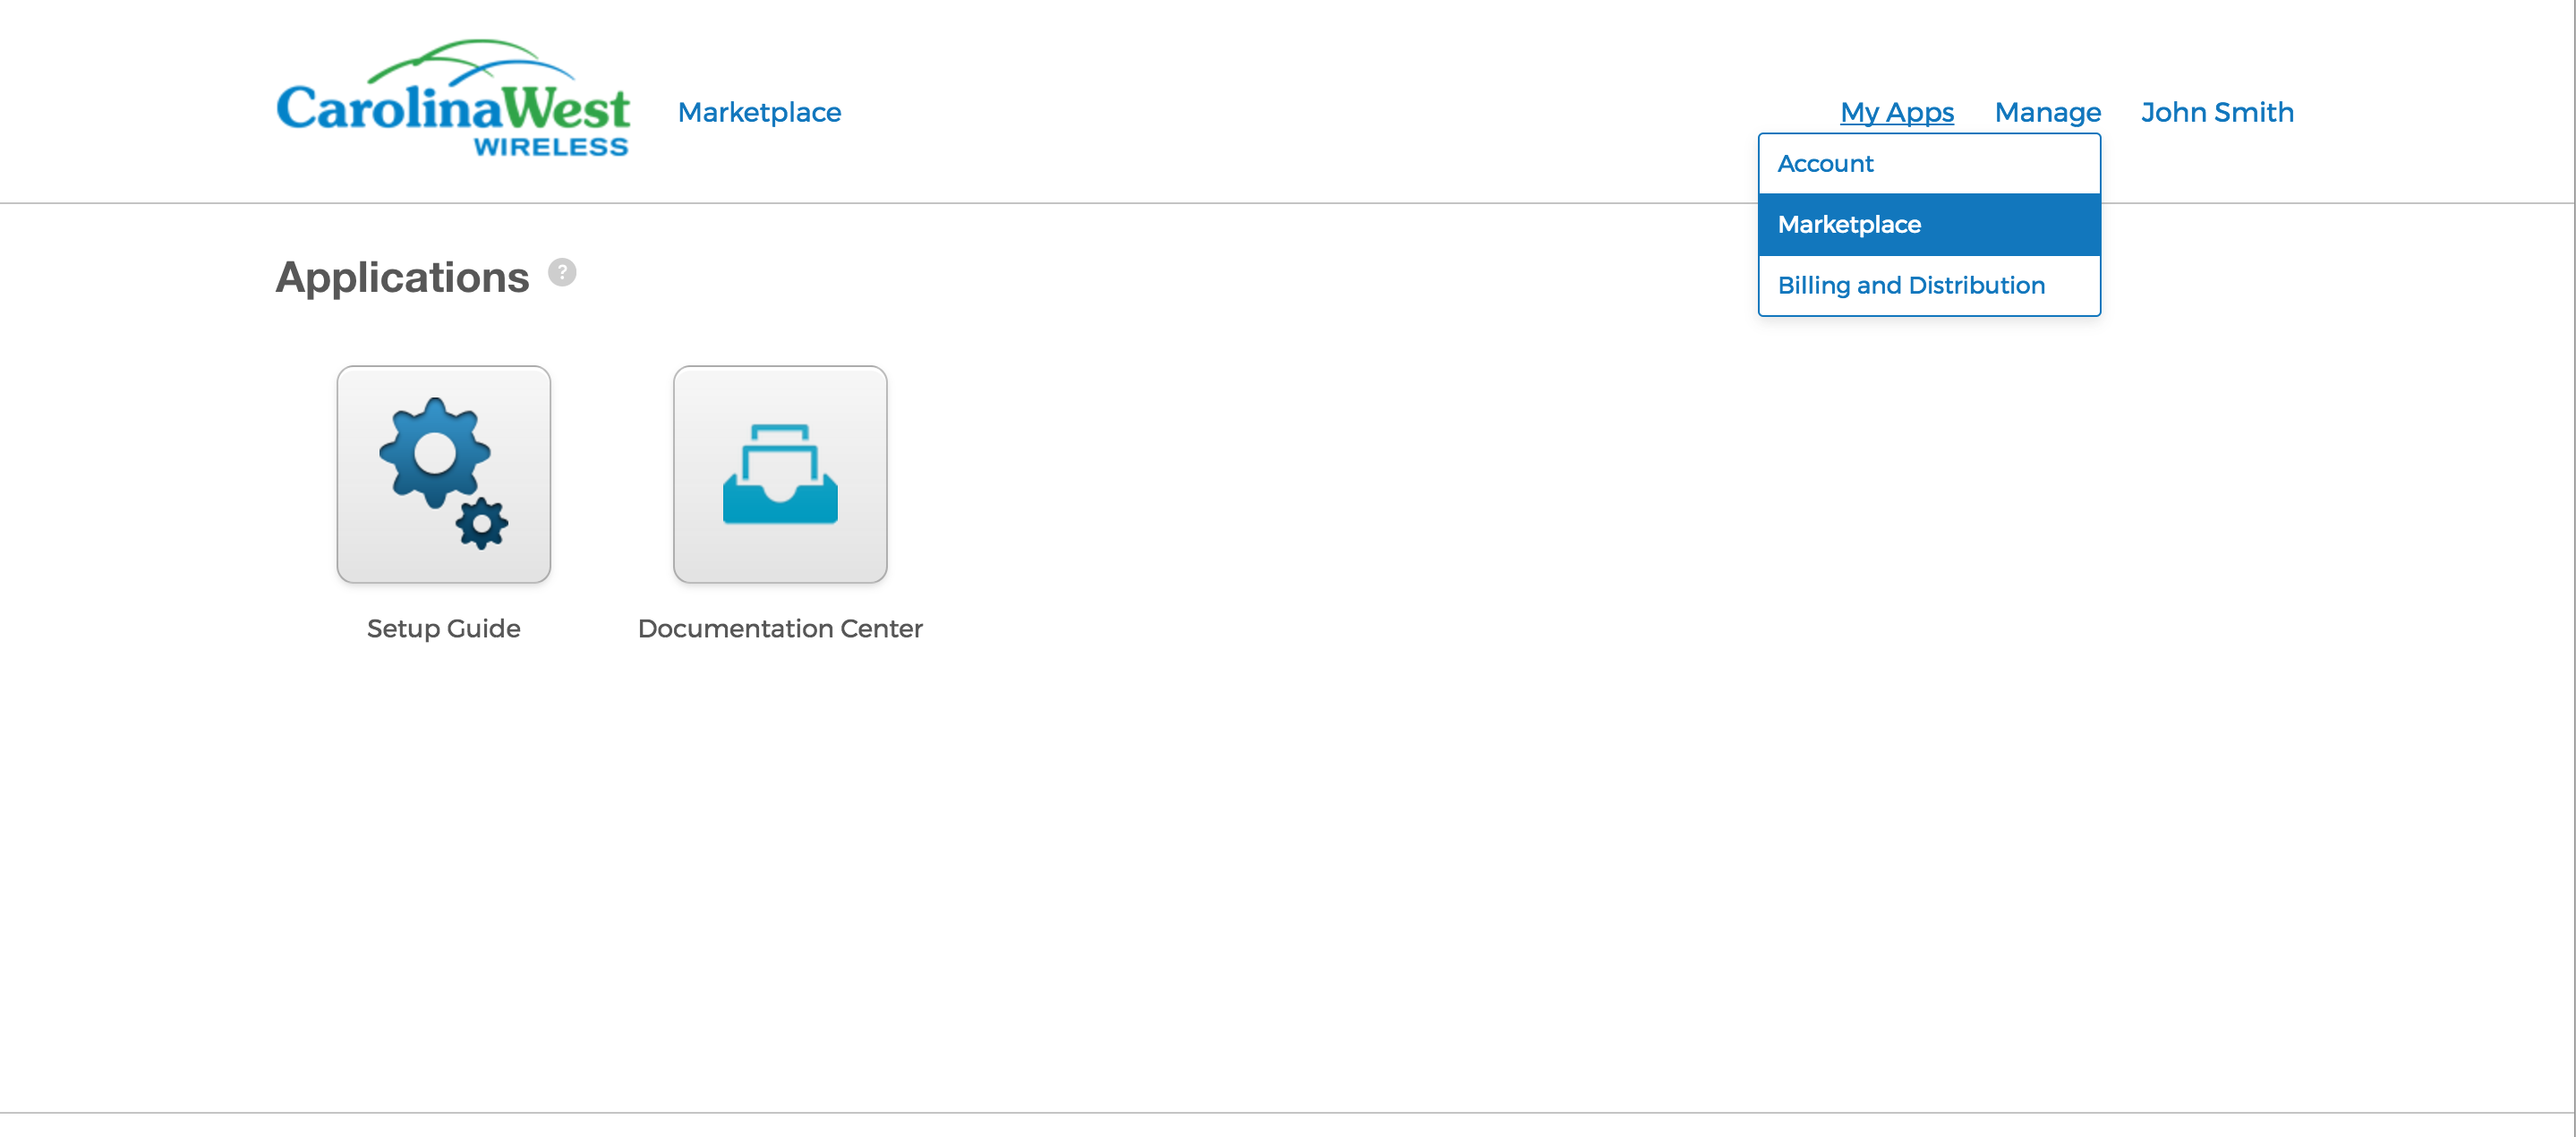 CarolinaWest
WIRELESS
Marketplace
My Apps
Manage
John Smith
Account
Marketplace
Billing and Distribution
Applications ?
Setup Guide
Documentation Center